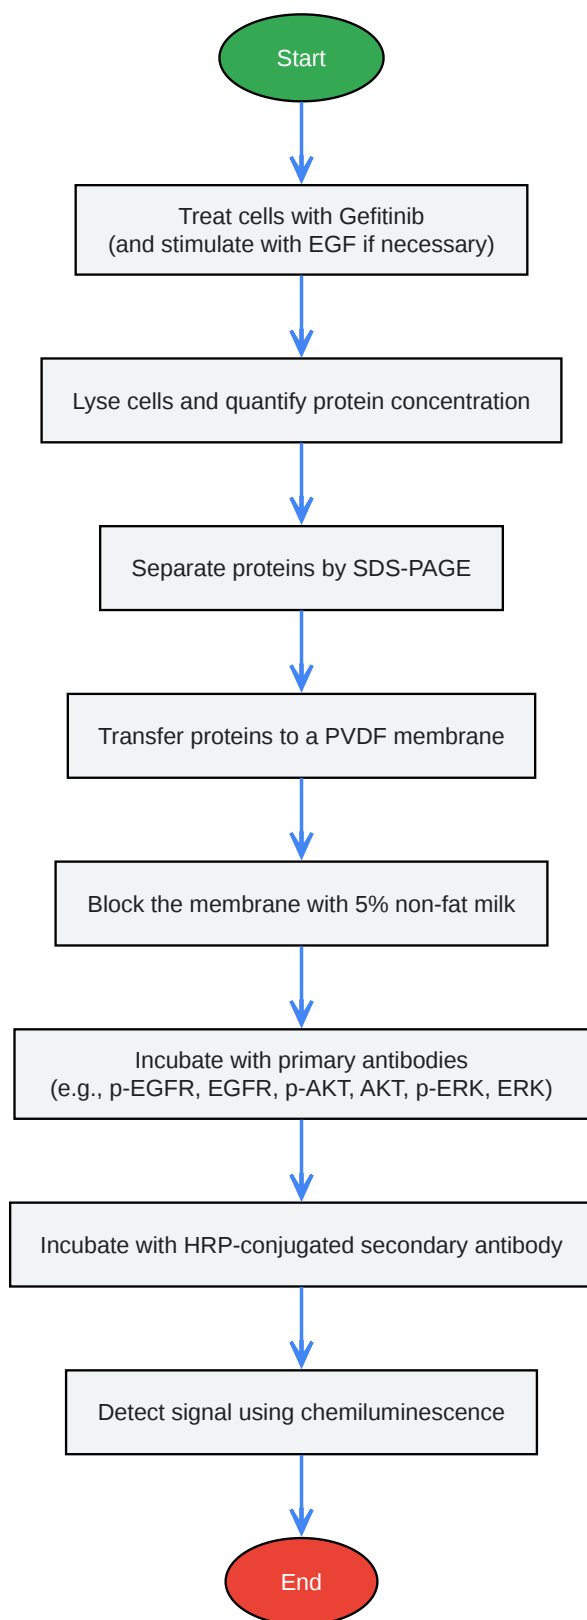 Start
Treat cells with Gefitinib
(and stimulate with EGF if necessary)
Lyse cells and quantify protein concentration
Separate proteins by SDS-PAGE
Transfer proteins to a PVDF membrane
Block the membrane with 5% non-fat milk
Incubate with primary antibodies
(e.g., p-EGFR, EGFR, p-AKT, AKT, p-ERK, ERK)
Incubate with HRP-conjugated secondary antibody
Detect signal using chemiluminescence
End